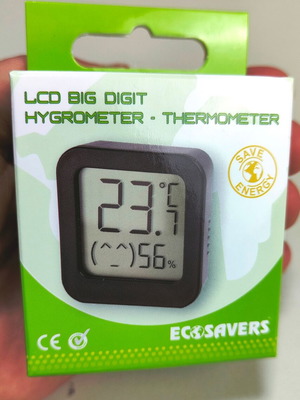 LCD BIG DIGIT
HYGROMETER - THERMOMETER
SAVE
ENERGY
23.7°C
(^_^)56%
CE
ECOSAVERS®